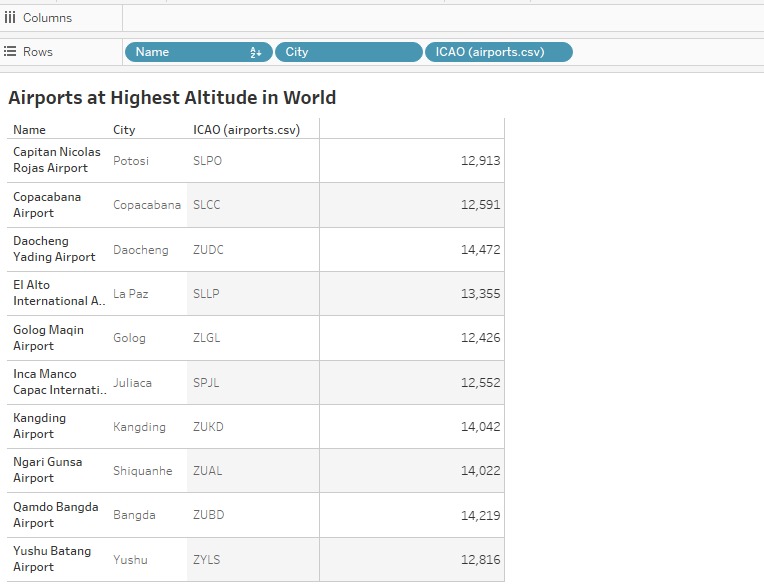 Columns
Rows Name City ICAO (airports.csv)
Airports at Highest Altitude in World
Name City ICAO (airports.csv)
Capitan Nicolas
Rojas Airport Potosi SLPO 12,913
Copacabana
Airport Copacabana SLCC 12,591
Daocheng
Yading Airport Daocheng ZUDC 14,472
El Alto
International A.. La Paz SLLP 13,355
Golog Maqin
Airport Golog ZLGL 12,426
Inca Manco
Capac Internati.. Juliaca SPJL 12,552
Kangding
Airport Kangding ZUKD 14,042
Ngari Gunsa
Airport Shiquanhe ZUAL 14,022
Qamdo Bangda
Airport Bangda ZUBD 14,219
Yushu Batang
Airport Yushu ZYLS 12,816